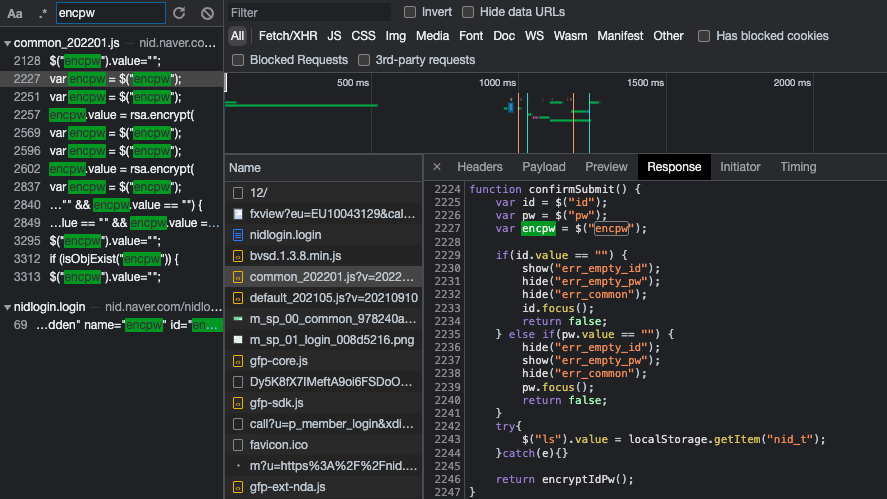 Aa .* encpw
common_202201.js — nid.naver.co…
2128 $("encpw").value="";
2227 var encpw = $("encpw");
2251 var encpw = $("encpw");
2257 encpw.value = rsa.encrypt(
2569 var encpw = $("encpw");
2596 var encpw = $("encpw");
2602 encpw.value = rsa.encrypt(
2837 var encpw = $("encpw");
2840 …"" && encpw.value == "") {
2849 …lue == "" && encpw.value =…
3295 $("encpw").value="";
3312 if (isObjExist("encpw")) {
3313 $("encpw").value="";
nidlogin.login — nid.naver.com/nidlo…
69 …dden" name="encpw" id="en…
Filter Invert Hide data URLs
All Fetch/XHR JS CSS Img Media Font Doc WS Wasm Manifest Other Has blocked cookies
Blocked Requests 3rd-party requests
500 ms 1000 ms 1500 ms 2000 ms
Name
12/
fxview?eu=EU10043129&cal…
nidlogin.login
bvsd.1.3.8.min.js
common_202201.js?v=2022…
default_202105.js?v=20210910
m_sp_00_common_978240a…
m_sp_01_login_008d5216.png
gfp-core.js
Dy5K8fX7IMeftA9oi6FSDoO…
gfp-sdk.js
call?u=p_member_login&xdi…
favicon.ico
m?u=https%3A%2F%2Fnid.…
gfp-ext-nda.js
× Headers Payload Preview Response Initiator Timing
2224 function confirmSubmit() {
2225 var id = $("id");
2226 var pw = $("pw");
2227 var encpw = $("encpw");
2228
2229 if(id.value == "") {
2230 show("err_empty_id");
2231 hide("err_empty_pw");
2232 hide("err_common");
2233 id.focus();
2234 return false;
2235 } else if(pw.value == "") {
2236 hide("err_empty_id");
2237 show("err_empty_pw");
2238 hide("err_common");
2239 pw.focus();
2240 return false;
2241 }
2242 try{
2243 $("ls").value = localStorage.getItem("nid_t");
2244 }catch(e){}
2245
2246 return encryptIdPw();
2247 }